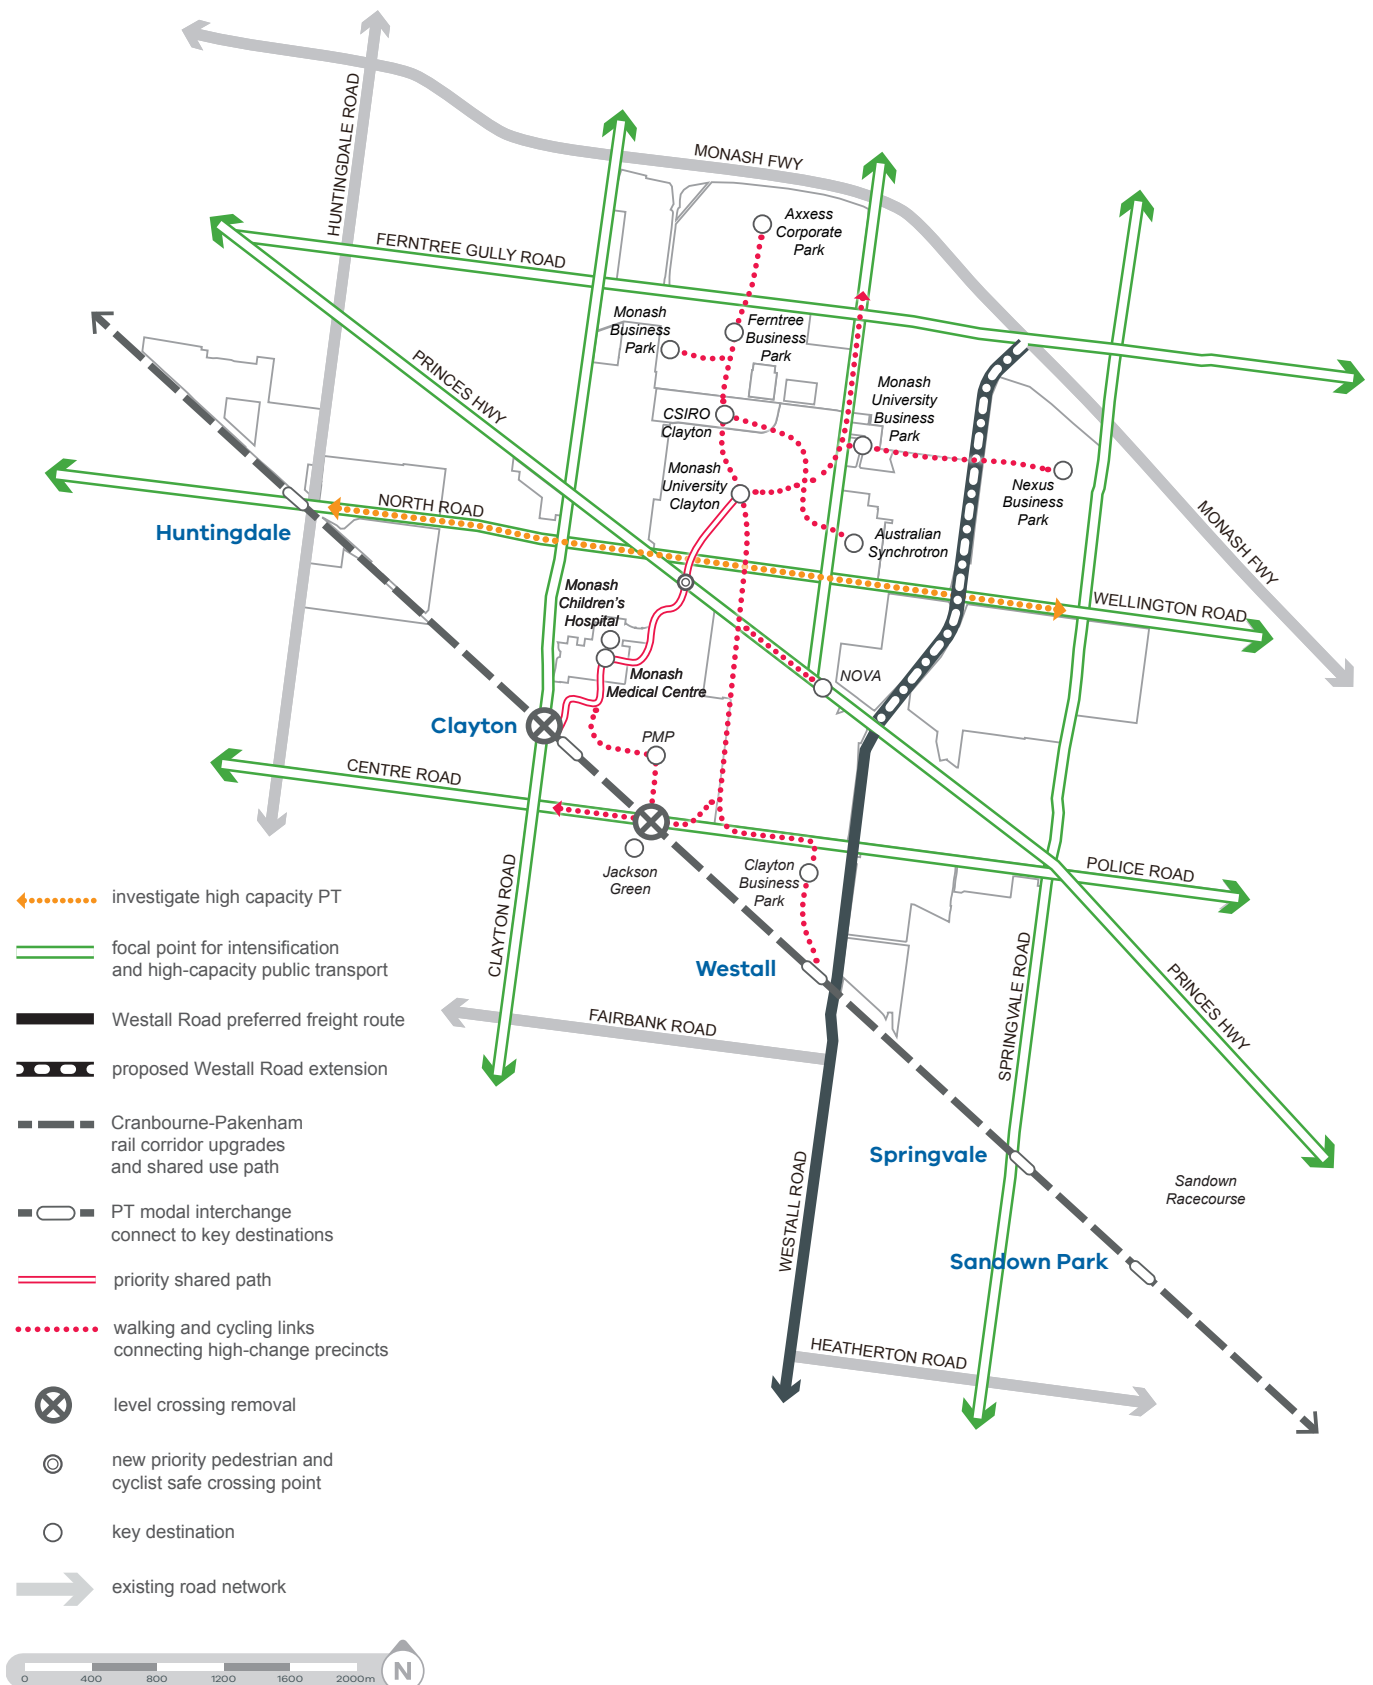 HUNTINGDALE ROAD
MONASH FWY
Axxess
Corporate
Park
FERNTREE GULLY ROAD
Monash
Business
Park
Ferntree
Business
Park
PRINCES HWY
Monash
University
Business
Park
CSIRO
Clayton
Monash
University
Clayton
Nexus
Business
Park
NORTH ROAD
MONASH FWY
Huntingdale
Australian
Synchrotron
Monash
Children's
Hospital
WELLINGTON ROAD
Monash
Medical Centre
NOVA
Clayton
PMP
CENTRE ROAD
Jackson
Green
Clayton
Business
Park
POLICE ROAD
CLAYTON ROAD
Westall
SPRINGVALE ROAD
PRINCES HWY
FAIRBANK ROAD
Springvale
WESTALL ROAD
Sandown
Racecourse
Sandown Park
HEATHERTON ROAD
investigate high capacity PT
focal point for intensification
and high-capacity public transport
Westall Road preferred freight route
proposed Westall Road extension
Cranbourne-Pakenham
rail corridor upgrades
and shared use path
PT modal interchange
connect to key destinations
priority shared path
walking and cycling links
connecting high-change precincts
level crossing removal
new priority pedestrian and
cyclist safe crossing point
key destination
existing road network
0 400 800 1200 1600 2000m
N